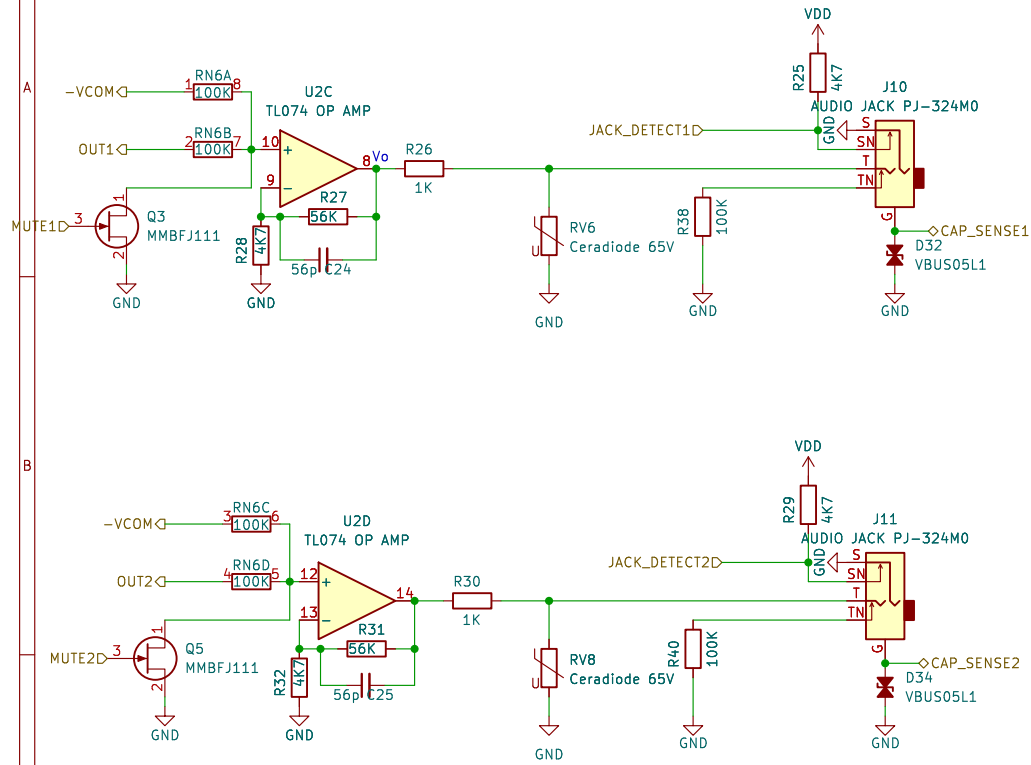 A
-VCOM
1
RN6A
8
100K
OUT1
2
RN6B
7
100K
U2C
TL074 OP AMP
10
+
9
-
8
Vo
R26
1K
R27
56K
R28
4K7
56p C24
GND
MUTE1
3
1
2
Q3
MMBFJ111
GND
RV6
Ceradiode 65V
U
GND
VDD
R25
4K7
JACK_DETECT1
GND
J10
AUDIO JACK PJ-324M0
S
SN
T
TN
G
R38
100K
GND
CAP_SENSE1
D32
VBUS05L1
GND
B
-VCOM
3
RN6C
6
100K
OUT2
4
RN6D
5
100K
U2D
TL074 OP AMP
12
+
13
-
14
R30
1K
R31
56K
R32
4K7
56p C25
GND
MUTE2
3
1
2
Q5
MMBFJ111
GND
RV8
Ceradiode 65V
U
GND
VDD
R29
4K7
JACK_DETECT2
GND
J11
AUDIO JACK PJ-324M0
S
SN
T
TN
G
R40
100K
GND
CAP_SENSE2
D34
VBUS05L1
GND